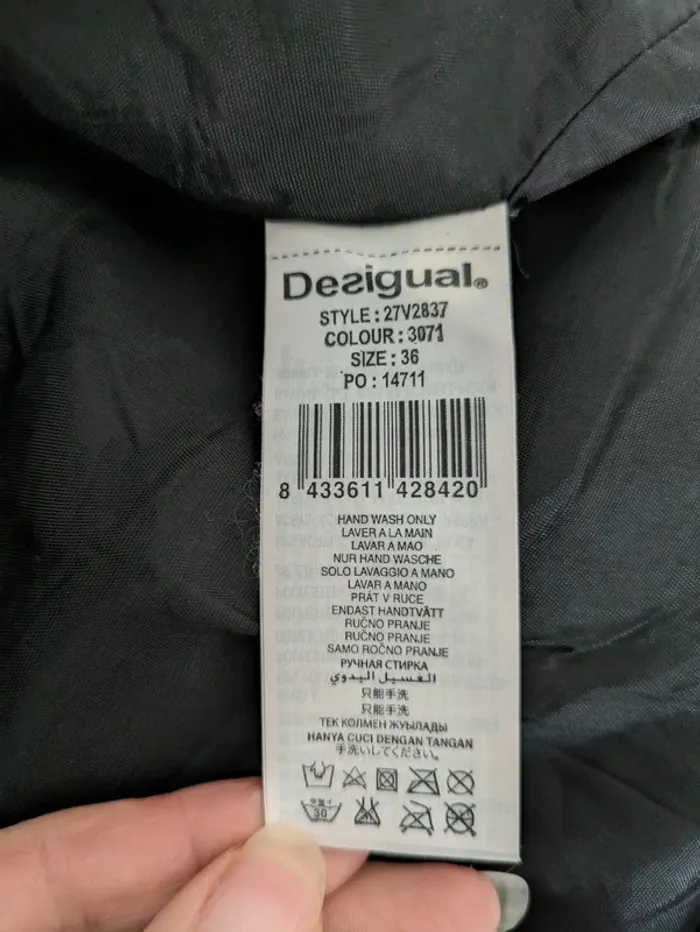 Desigual®
STYLE : 27V2837
COLOUR : 3071
SIZE : 36
PO : 14711
8 433611 428420
HAND WASH ONLY
LAVER A LA MAIN
LAVAR A MAO
NUR HAND WASCHE
SOLO LAVAGGIO A MANO
LAVAR A MANO
PRÁT V RUCE
ENDAST HANDTVÄTT
RUČNO PRANJE
RUČNO PRANJE
SAMO ROČNO PRANJE
РУЧНАЯ СТИРКА
الغسيل اليدوي
只能手洗
只能手洗
ТЕК КОЛМЕН ЖУЫЛАДЫ
HANYA CUCI DENGAN TANGAN
手洗いしてください。
30